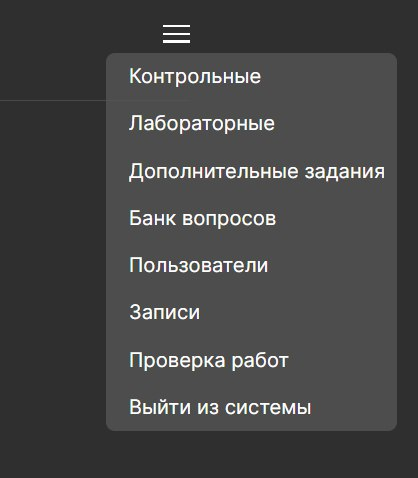 Контрольные
Лабораторные
Дополнительные задания
Банк вопросов
Пользователи
Записи
Проверка работ
Выйти из системы